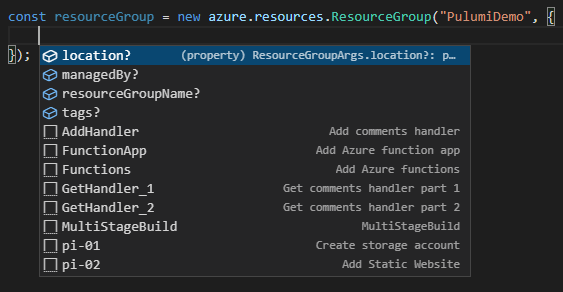 const resourceGroup = new azure.resources.ResourceGroup("PulumiDemo", {
location? (property) ResourceGroupArgs.location?: p…
}); managedBy?
resourceGroupName?
tags?
AddHandler Add comments handler
FunctionApp Add Azure function app
Functions Add Azure functions
GetHandler_1 Get comments handler part 1
GetHandler_2 Get comments handler part 2
MultiStageBuild MultiStageBuild
pi-01 Create storage account
pi-02 Add Static Website